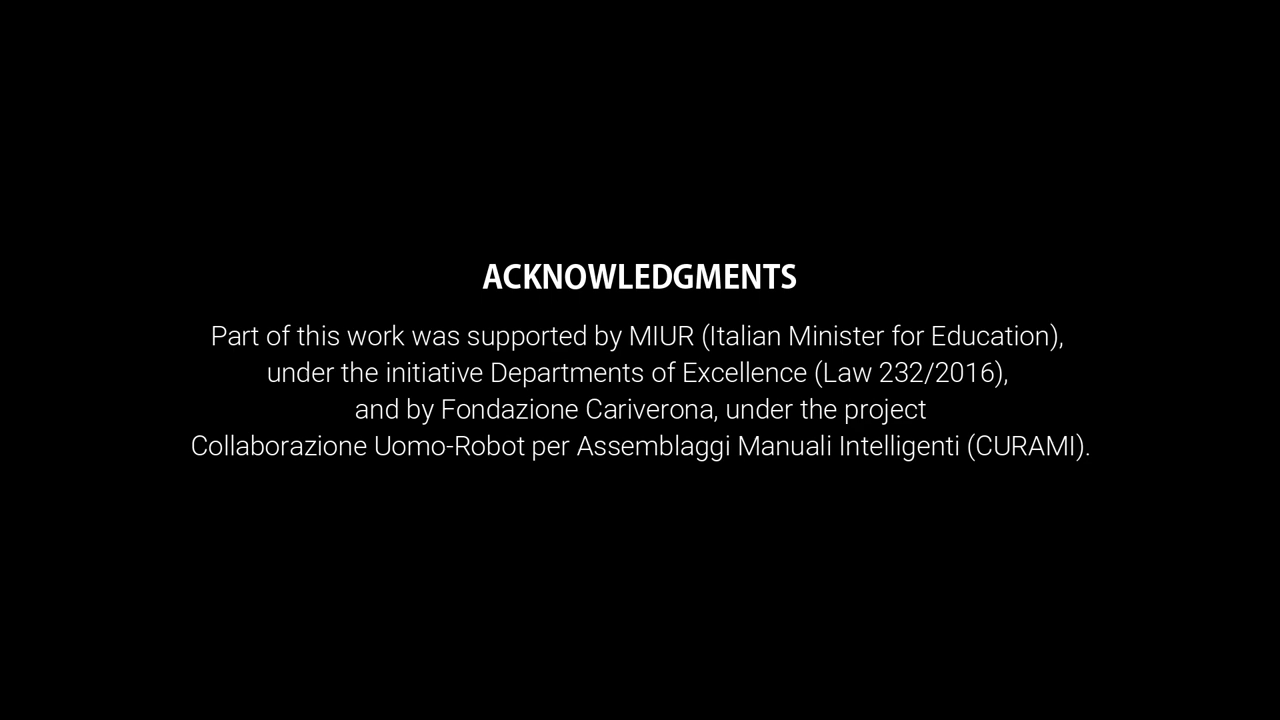 ACKNOWLEDGMENTS
Part of this work was supported by MIUR (Italian Minister for Education),
under the initiative Departments of Excellence (Law 232/2016),
and by Fondazione Cariverona, under the project
Collaborazione Uomo-Robot per Assemblaggi Manuali Intelligenti (CURAMI).